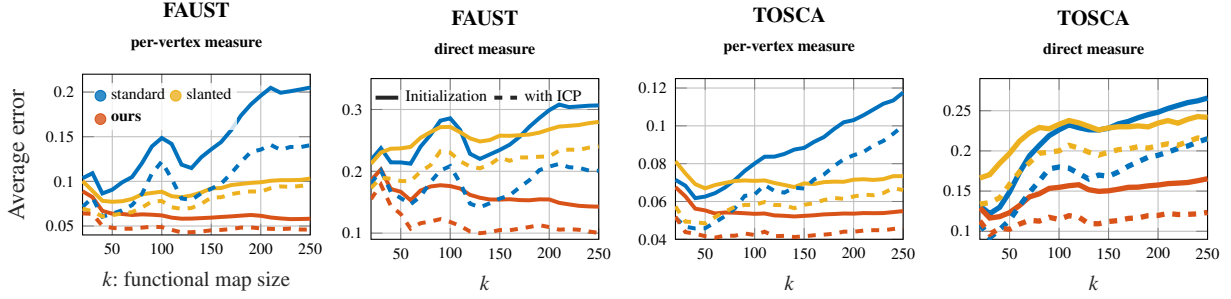 FAUST
per-vertex measure
FAUST
direct measure
TOSCA
per-vertex measure
TOSCA
direct measure
Average error
0.2
0.15
0.1
0.05
standard
slanted
ours
50 100 150 200 250
k: functional map size
0.3
0.2
0.1
Initialization
with ICP
50 100 150 200 250
k
0.12
0.1
0.08
0.06
0.04
50 100 150 200 250
k
0.25
0.2
0.15
0.1
50 100 150 200 250
k